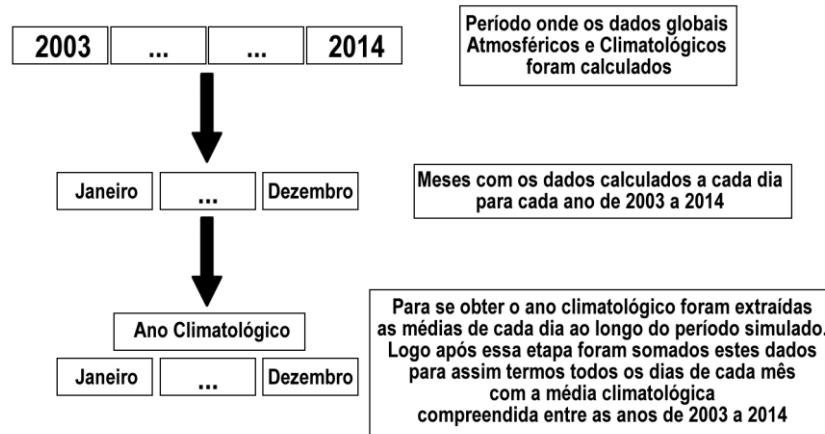 2003 ... ... 2014
Período onde os dados globais
Atmosféricos e Climatológicos
foram calculados
Janeiro ... Dezembro
Meses com os dados calculados a cada dia
para cada ano de 2003 a 2014
Ano Climatológico
Janeiro ... Dezembro
Para se obter o ano climatológico foram extraídas
as médias de cada dia ao longo do período simulado.
Logo após essa etapa foram somados estes dados
para assim termos todos os dias de cada mês
com a média climatológica
compreendida entre as anos de 2003 a 2014